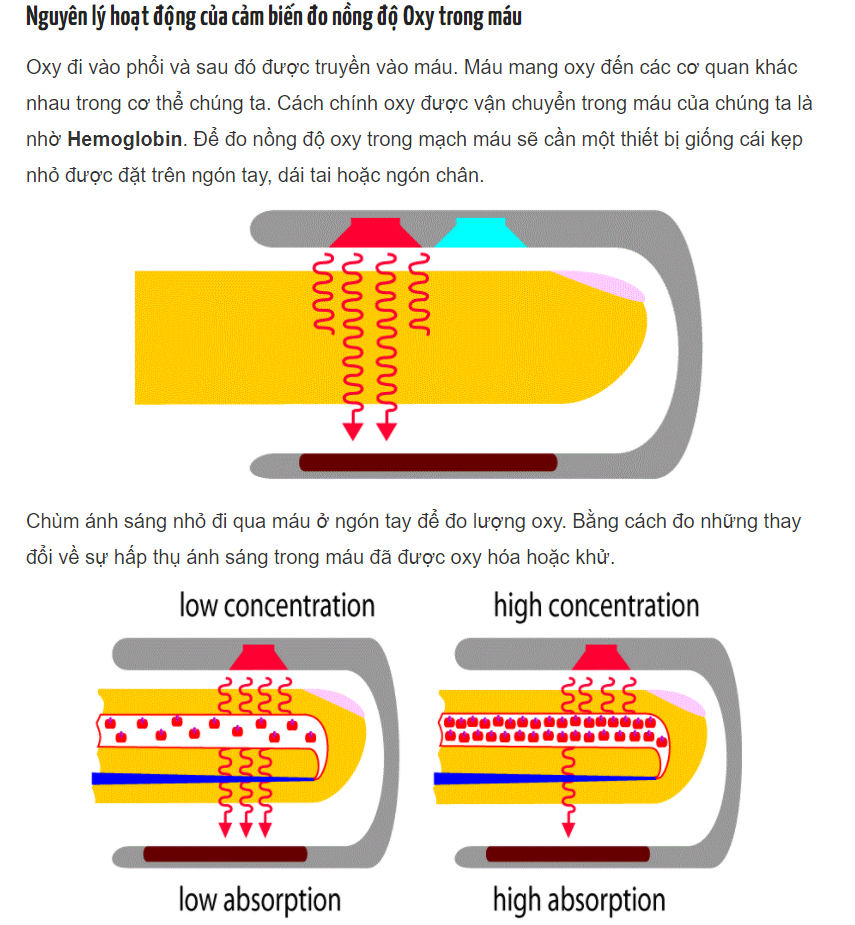 Nguyên lý hoạt động của cảm biến đo nồng độ Oxy trong máu
Oxy đi vào phổi và sau đó được truyền vào máu. Máu mang oxy đến các cơ quan khác
nhau trong cơ thể chúng ta. Cách chính oxy được vận chuyển trong máu của chúng ta là
nhờ Hemoglobin. Để đo nồng độ oxy trong mạch máu sẽ cần một thiết bị giống cái kẹp
nhỏ được đặt trên ngón tay, dái tai hoặc ngón chân.
Chùm ánh sáng nhỏ đi qua máu ở ngón tay để đo lượng oxy. Bằng cách đo những thay
đổi về sự hấp thụ ánh sáng trong máu đã được oxy hóa hoặc khử.
low concentration
high concentration
low absorption
high absorption